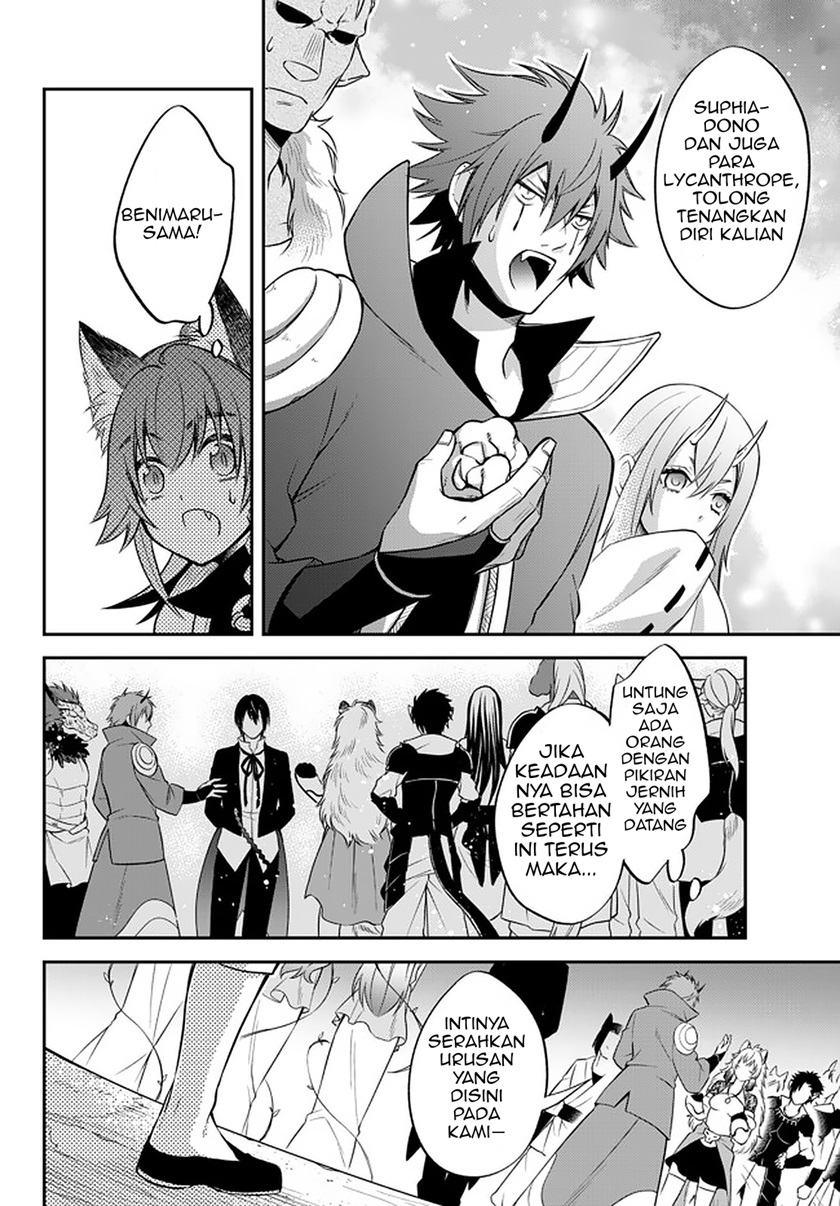 SUPHIA-
DONO
DAN JUGA
PARA
LYCANTHROPE,
TOLONG
TENANGKAN
DIRI KALIAN
BENIMARU-
SAMA!
UNTUNG
SAJA
ADA
ORANG
DENGAN
PIKIRAN
JERNIH
YANG
DATANG
JIKA
KEADAAN
NYA BISA
BERTAHAN
SEPERTI
INI TERUS
MAKA...
INTINYA
SERAHKAN
URUSAN
YANG
DISINI
PADA
KAMI—